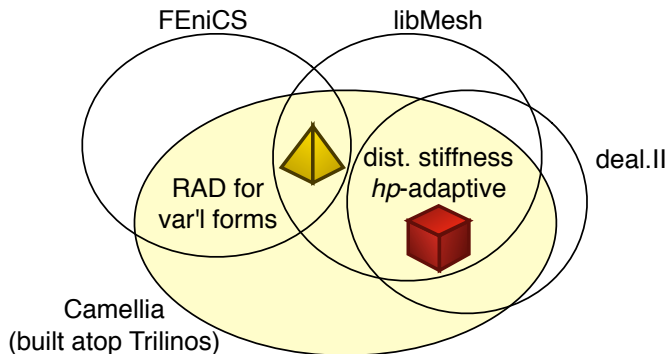 FEniCS
libMesh
deal.II
dist. stiffness
hp-adaptive
RAD for
var'l forms
Camellia
(built atop Trilinos)